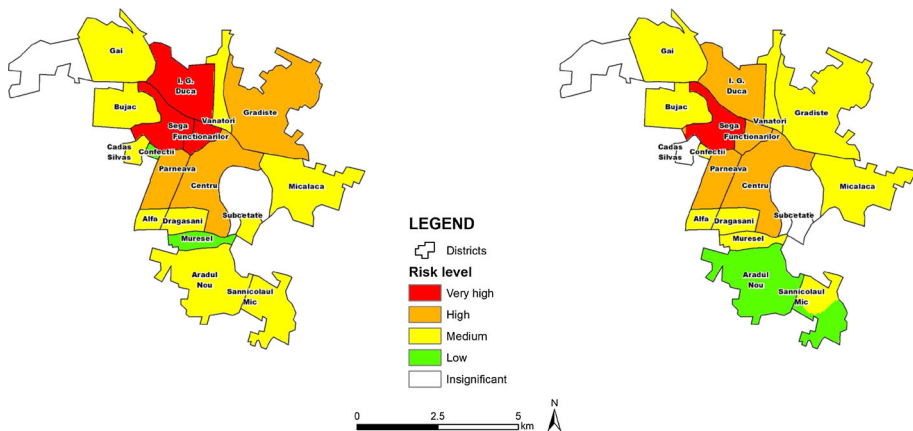 Gai
I. G.
Duca
Bujac
Vanatori
Gradiste
Sega
Functionarilor
Cadas
Silvas
Confectii
Parneava
Centru
Micalaca
Alfa
Dragasani
Subcetate
Muresel
Aradul
Nou
Sannicolaul
Mic
LEGEND
Districts
Risk level
Very high
High
Medium
Low
Insignificant
0 2.5 5
km
N
Gai
I. G.
Duca
Bujac
Vanatori
Gradiste
Sega
Functionarilor
Cadas
Silvas
Confectii
Parneava
Centru
Micalaca
Alfa
Dragasani
Subcetate
Muresel
Aradul
Nou
Sannicolaul
Mic